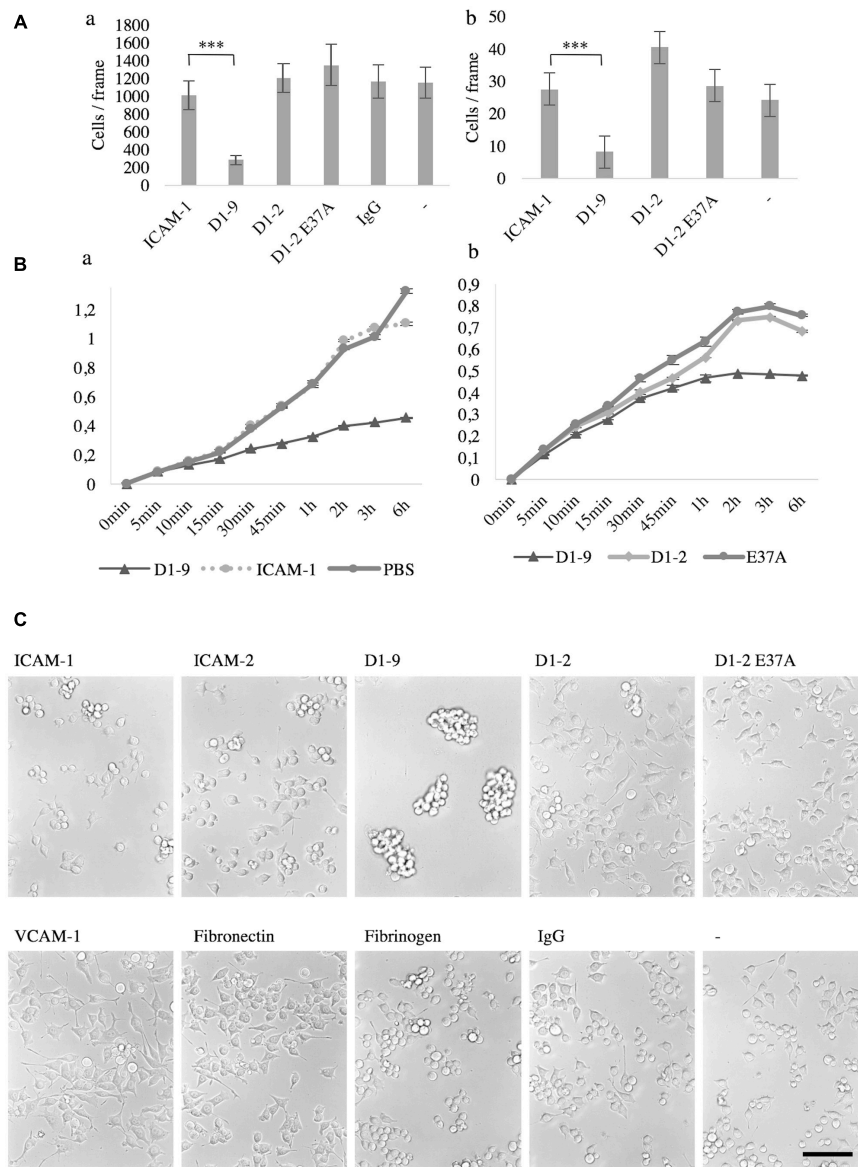 A
a
1800
1600
1400
1200
1000
800
600
400
200
0
Cells / frame
***
ICAM-1
D1-9
D1-2
D1-2 E37A
IgG
-
b
50
40
30
20
10
0
Cells / frame
***
ICAM-1
D1-9
D1-2
D1-2 E37A
-
B
a
1,2
1
0,8
0,6
0,4
0,2
0
0min
5min
10min
15min
30min
45min
1h
2h
3h
6h
D1-9 ICAM-1 PBS
b
0,9
0,8
0,7
0,6
0,5
0,4
0,3
0,2
0,1
0
0min
5min
10min
15min
30min
45min
1h
2h
3h
6h
D1-9 D1-2 E37A
C
ICAM-1 ICAM-2 D1-9 D1-2 D1-2 E37A
VCAM-1 Fibronectin Fibrinogen IgG -